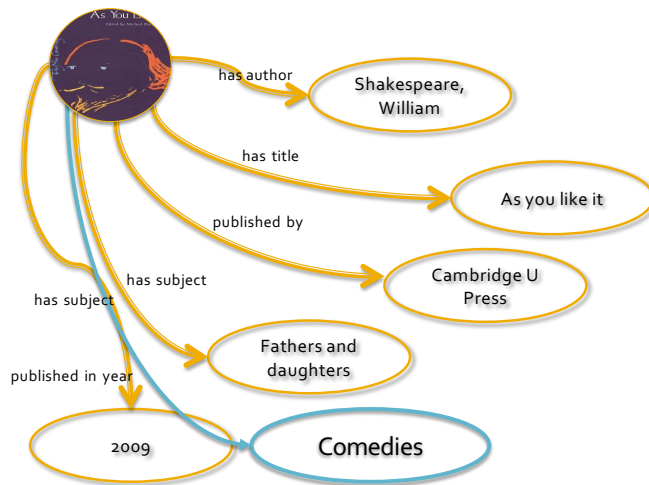 As You L
has author
Shakespeare,
William
has title
As you like it
published by
Cambridge U
Press
has subject
has subject
Fathers and
daughters
published in year
2009
Comedies